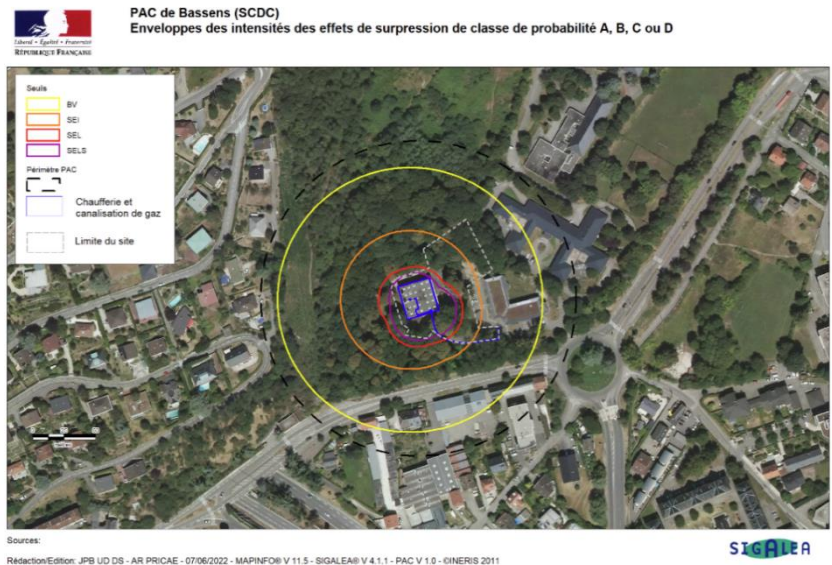 PAC de Bassens (SCDC)
Enveloppes des intensités des effets de surpression de classe de probabilité A, B, C ou D
Liberté • Égalité • Fraternité
RÉPUBLIQUE FRANÇAISE
Seuils
BV
SEI
SEL
SELS
Périmètre PAC
Chaufferie et
canalisation de gaz
Limite du site
Sources:
Rédaction/Edition: JPB UD DS - AR PRICAE - 07/06/2022 - MAPINFO® V 11.5 - SIGALEA® V 4.1.1 - PAC V 1.0 - ©INERIS 2011
SIGALEA